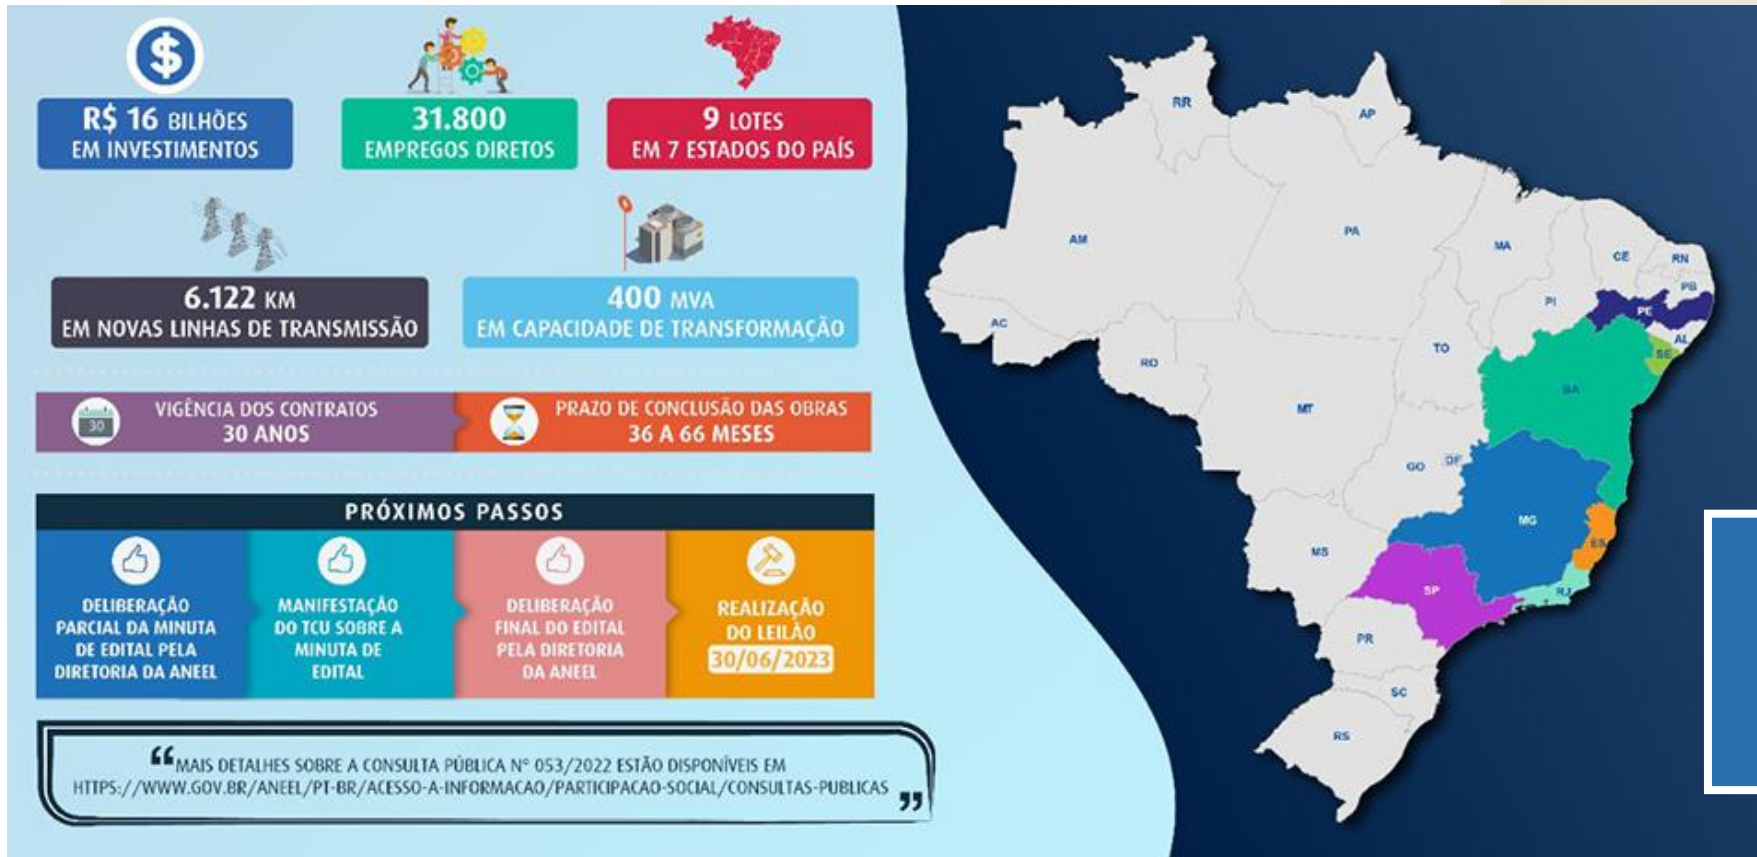 R$ 16 BILHÕES
EM INVESTIMENTOS
31.800
EMPREGOS DIRETOS
9 LOTES
EM 7 ESTADOS DO PAÍS
6.122 KM
EM NOVAS LINHAS DE TRANSMISSÃO
400 MVA
EM CAPACIDADE DE TRANSFORMAÇÃO
30
VIGÊNCIA DOS CONTRATOS
30 ANOS
PRAZO DE CONCLUSÃO DAS OBRAS
36 A 66 MESES
PRÓXIMOS PASSOS
DELIBERAÇÃO
PARCIAL DA MINUTA
DE EDITAL PELA
DIRETORIA DA ANEEL
MANIFESTAÇÃO
DO TCU SOBRE A
MINUTA DE
EDITAL
DELIBERAÇÃO
FINAL DO EDITAL
PELA DIRETORIA
DA ANEEL
REALIZAÇÃO
DO LEILÃO
30/06/2023
“MAIS DETALHES SOBRE A CONSULTA PÚBLICA Nº 053/2022 ESTÃO DISPONÍVEIS EM
HTTPS://WWW.GOV.BR/ANEEL/PT-BR/ACESSO-A-INFORMACAO/PARTICIPACAO-SOCIAL/CONSULTAS-PUBLICAS ”
RR
AP
AM
PA
MA
CE
RN
PB
PI
PE
AL
SE
AC
RO
TO
BA
MT
GO
DF
MG
ES
MS
SP
RJ
PR
SC
RS